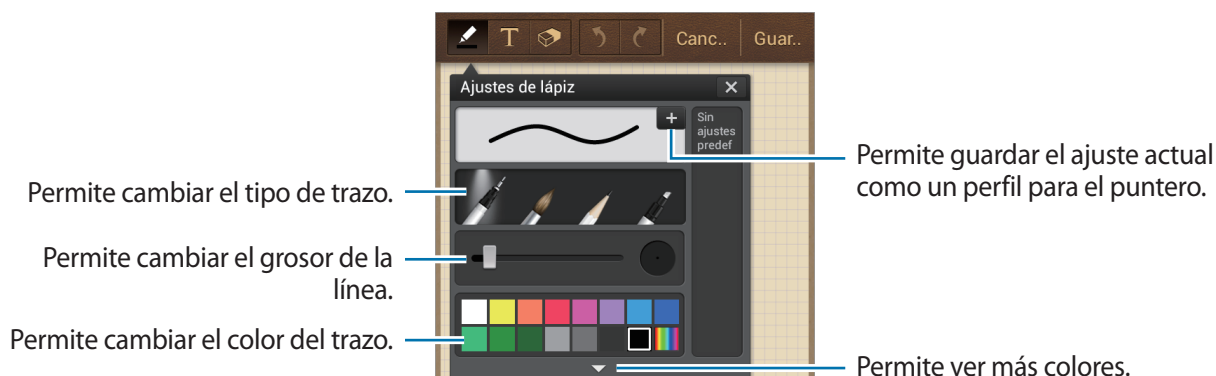 T Canc.. Guar..
Ajustes de lápiz
Sin
ajustes
predef
Permite guardar el ajuste actual
como un perfil para el puntero.
Permite cambiar el tipo de trazo.
Permite cambiar el grosor de la
línea.
Permite cambiar el color del trazo.
Permite ver más colores.